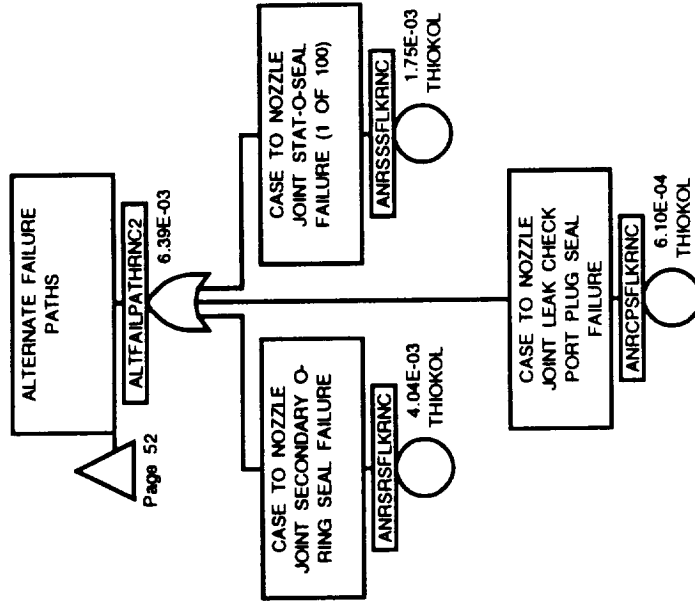 ALTERNATE FAILURE
PATHS
ALTFAILPATHRNC2
6.39E-03
Page 52
CASE TO NOZZLE
JOINT SECONDARY O-
RING SEAL FAILURE
ANRSRSFLKRNC
4.04E-03
THIOKOL
CASE TO NOZZLE
JOINT STAT-O-SEAL
FAILURE (1 OF 100)
ANRSSSFLKRNC
1.75E-03
THIOKOL
CASE TO NOZZLE
JOINT LEAK CHECK
PORT PLUG SEAL
FAILURE
ANRCPSFLKRNC
6.10E-04
THIOKOL